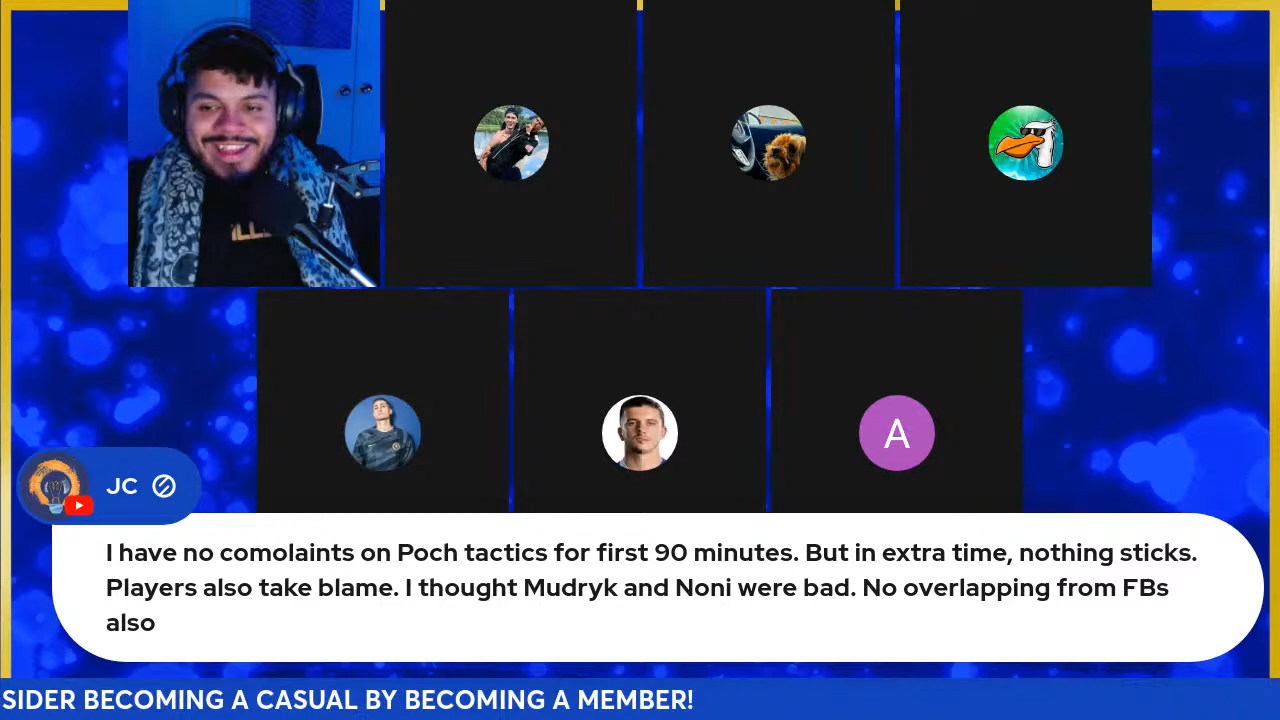 ILL
A
JC
I have no comolaints on Poch tactics for first 90 minutes. But in extra time, nothing sticks.
Players also take blame. I thought Mudryk and Noni were bad. No overlapping from FBs
also
SIDER BECOMING A CASUAL BY BECOMING A MEMBER!